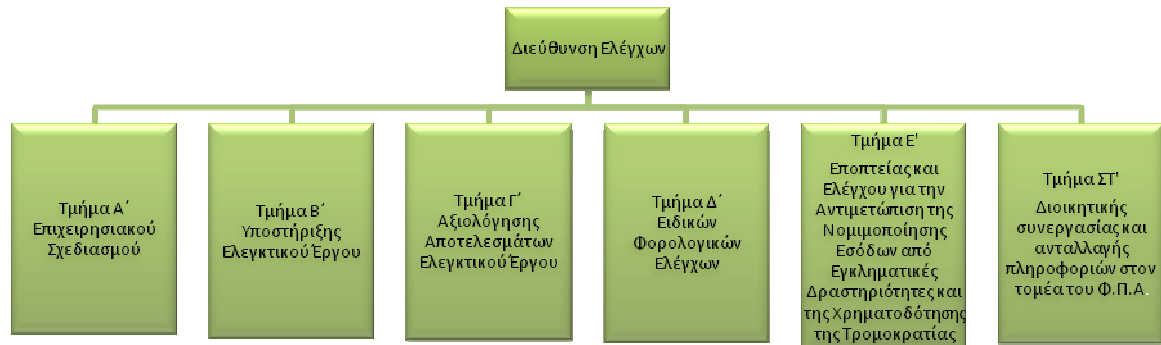 Διεύθυνση Ελέγχων
Τμήμα Α΄
Επιχειρησιακού
Σχεδιασμού
Τμήμα Β΄
Υποστήριξης
Ελεγκτικού Έργου
Τμήμα Γ΄
Αξιολόγησης
Αποτελεσμάτων
Ελεγκτικού Έργου
Τμήμα Δ΄
Ειδικών
Φορολογικών
Ελέγχων
Τμήμα Ε'
Εποπτείας και
Ελέγχου για την
Αντιμετώπιση της
Νομιμοποίησης
Εσόδων από
Εγκληματικές
Δραστηριότητες και
της Χρηματοδότησης
της Τρομοκρατίας
Τμήμα ΣΤ'
Διοικητικής
συνεργασίας και
ανταλλαγής
πληροφοριών στον
τομέα του Φ.Π.Α.